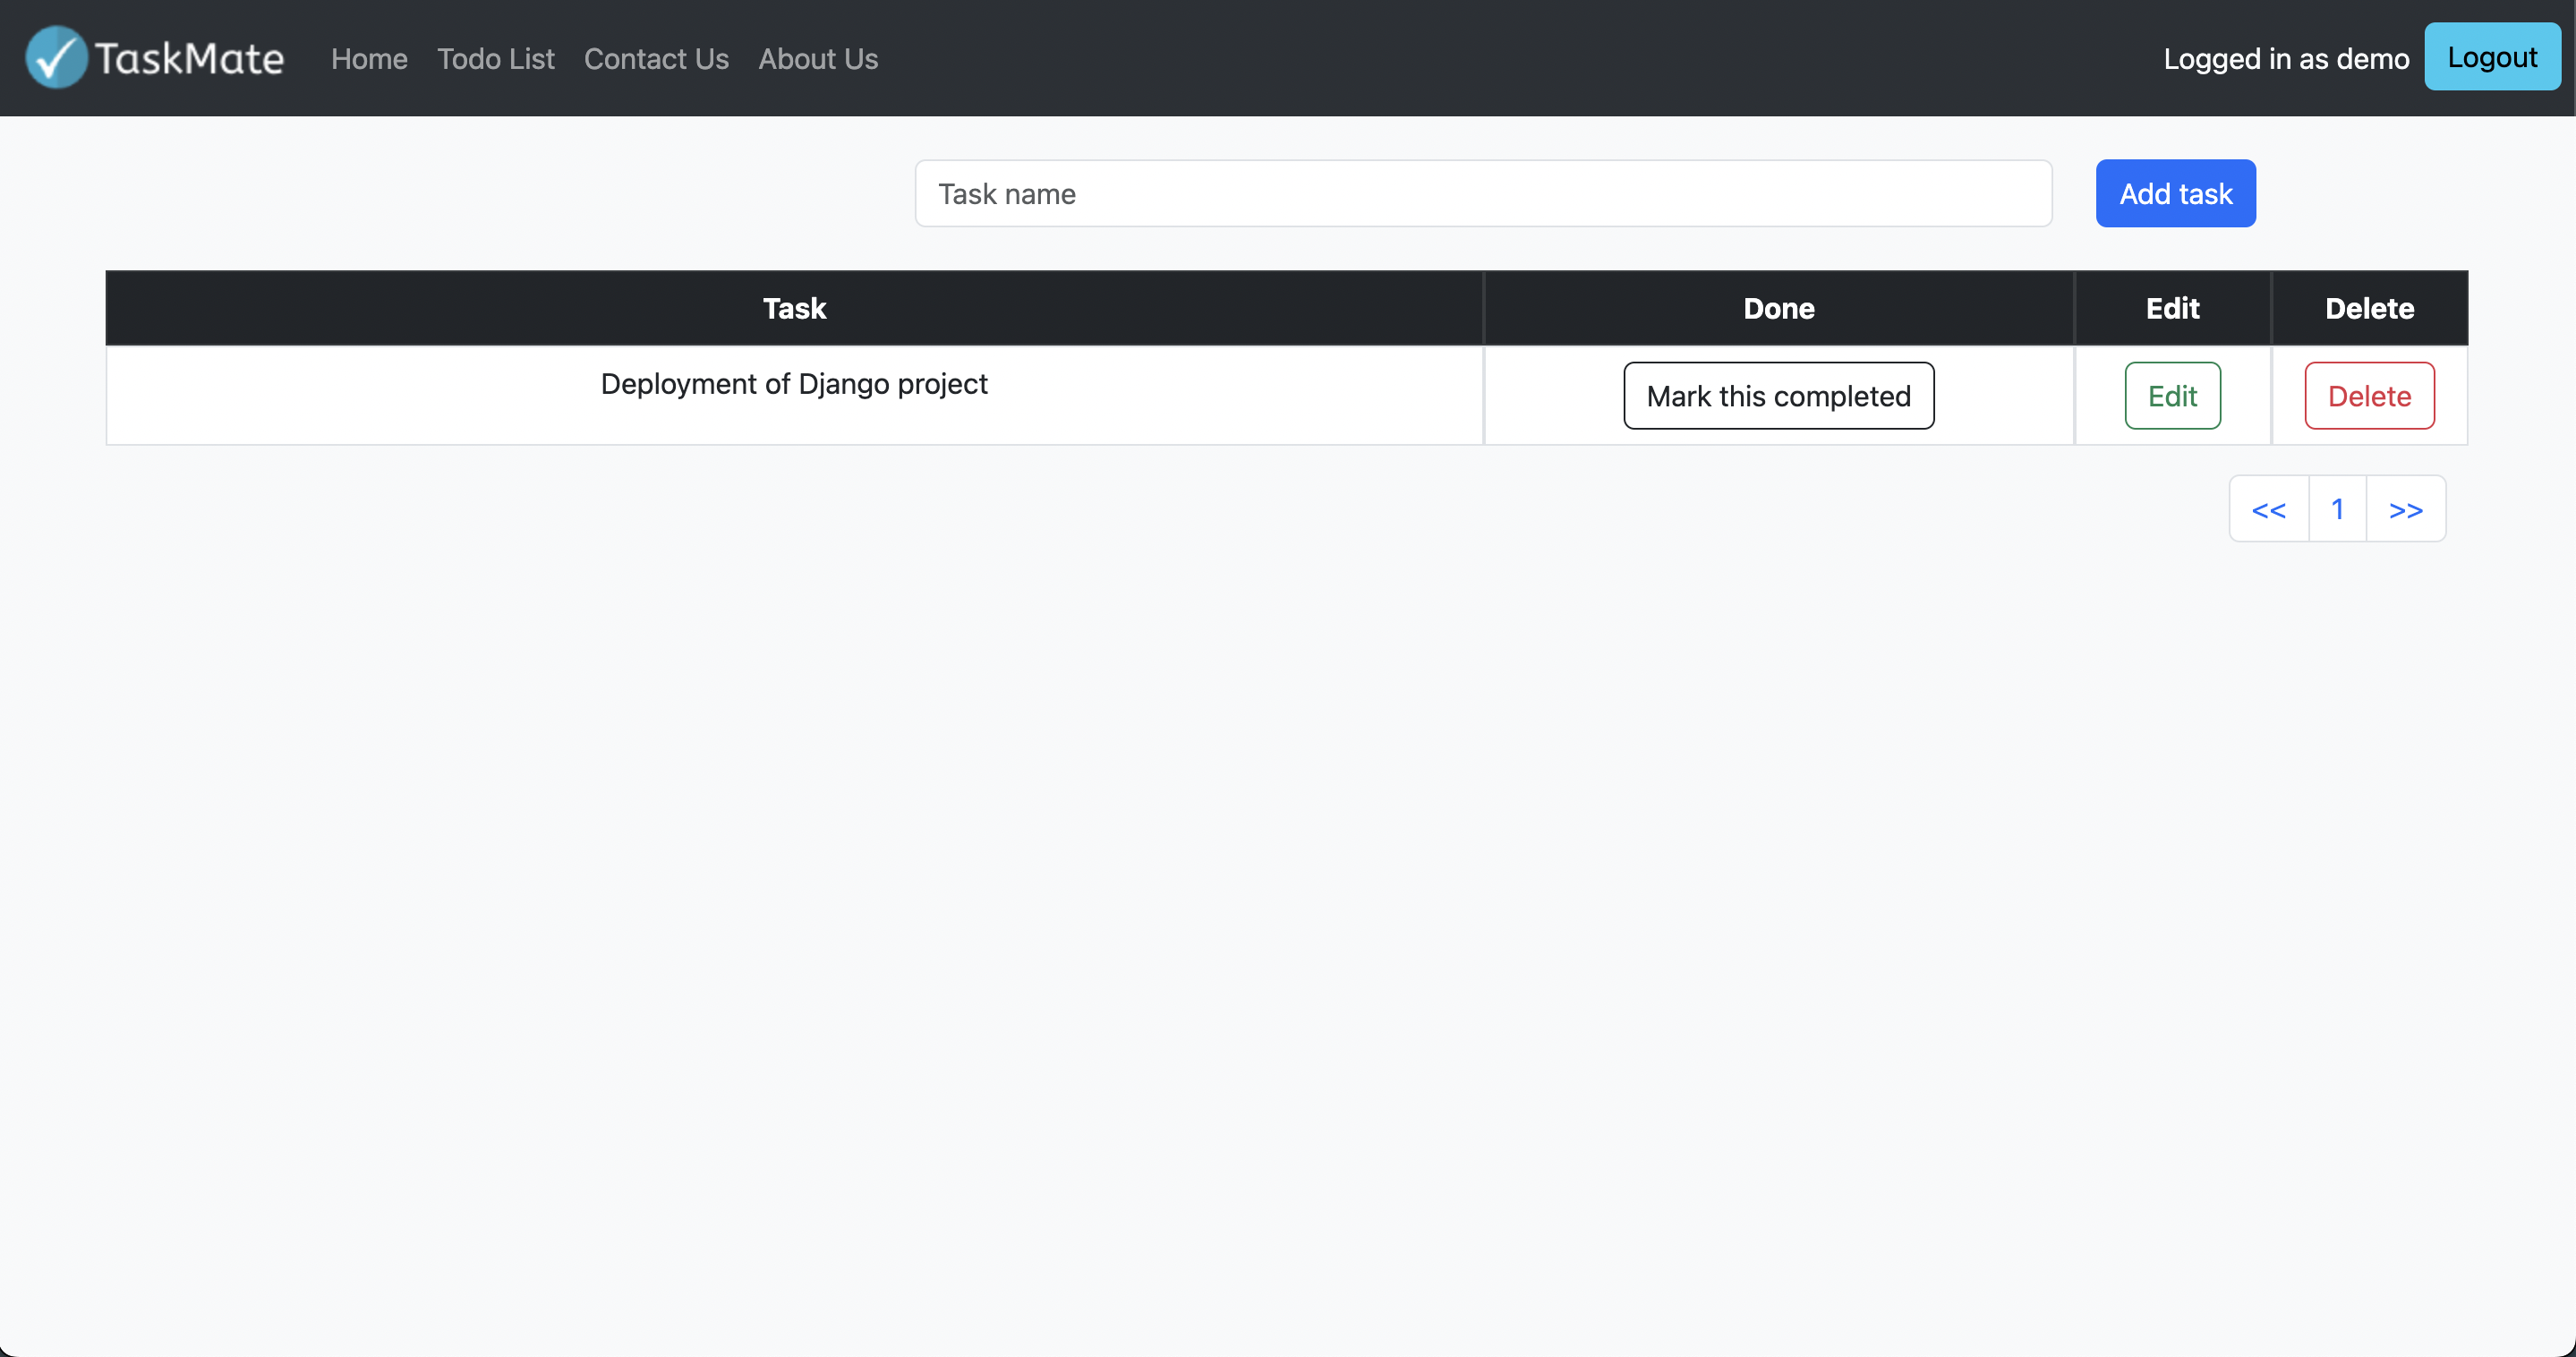 TaskMate Home Todo List Contact Us About Us Logged in as demo Logout
Task name Add task
Task Done Edit Delete
Deployment of Django project Mark this completed Edit Delete
<< 1 >>